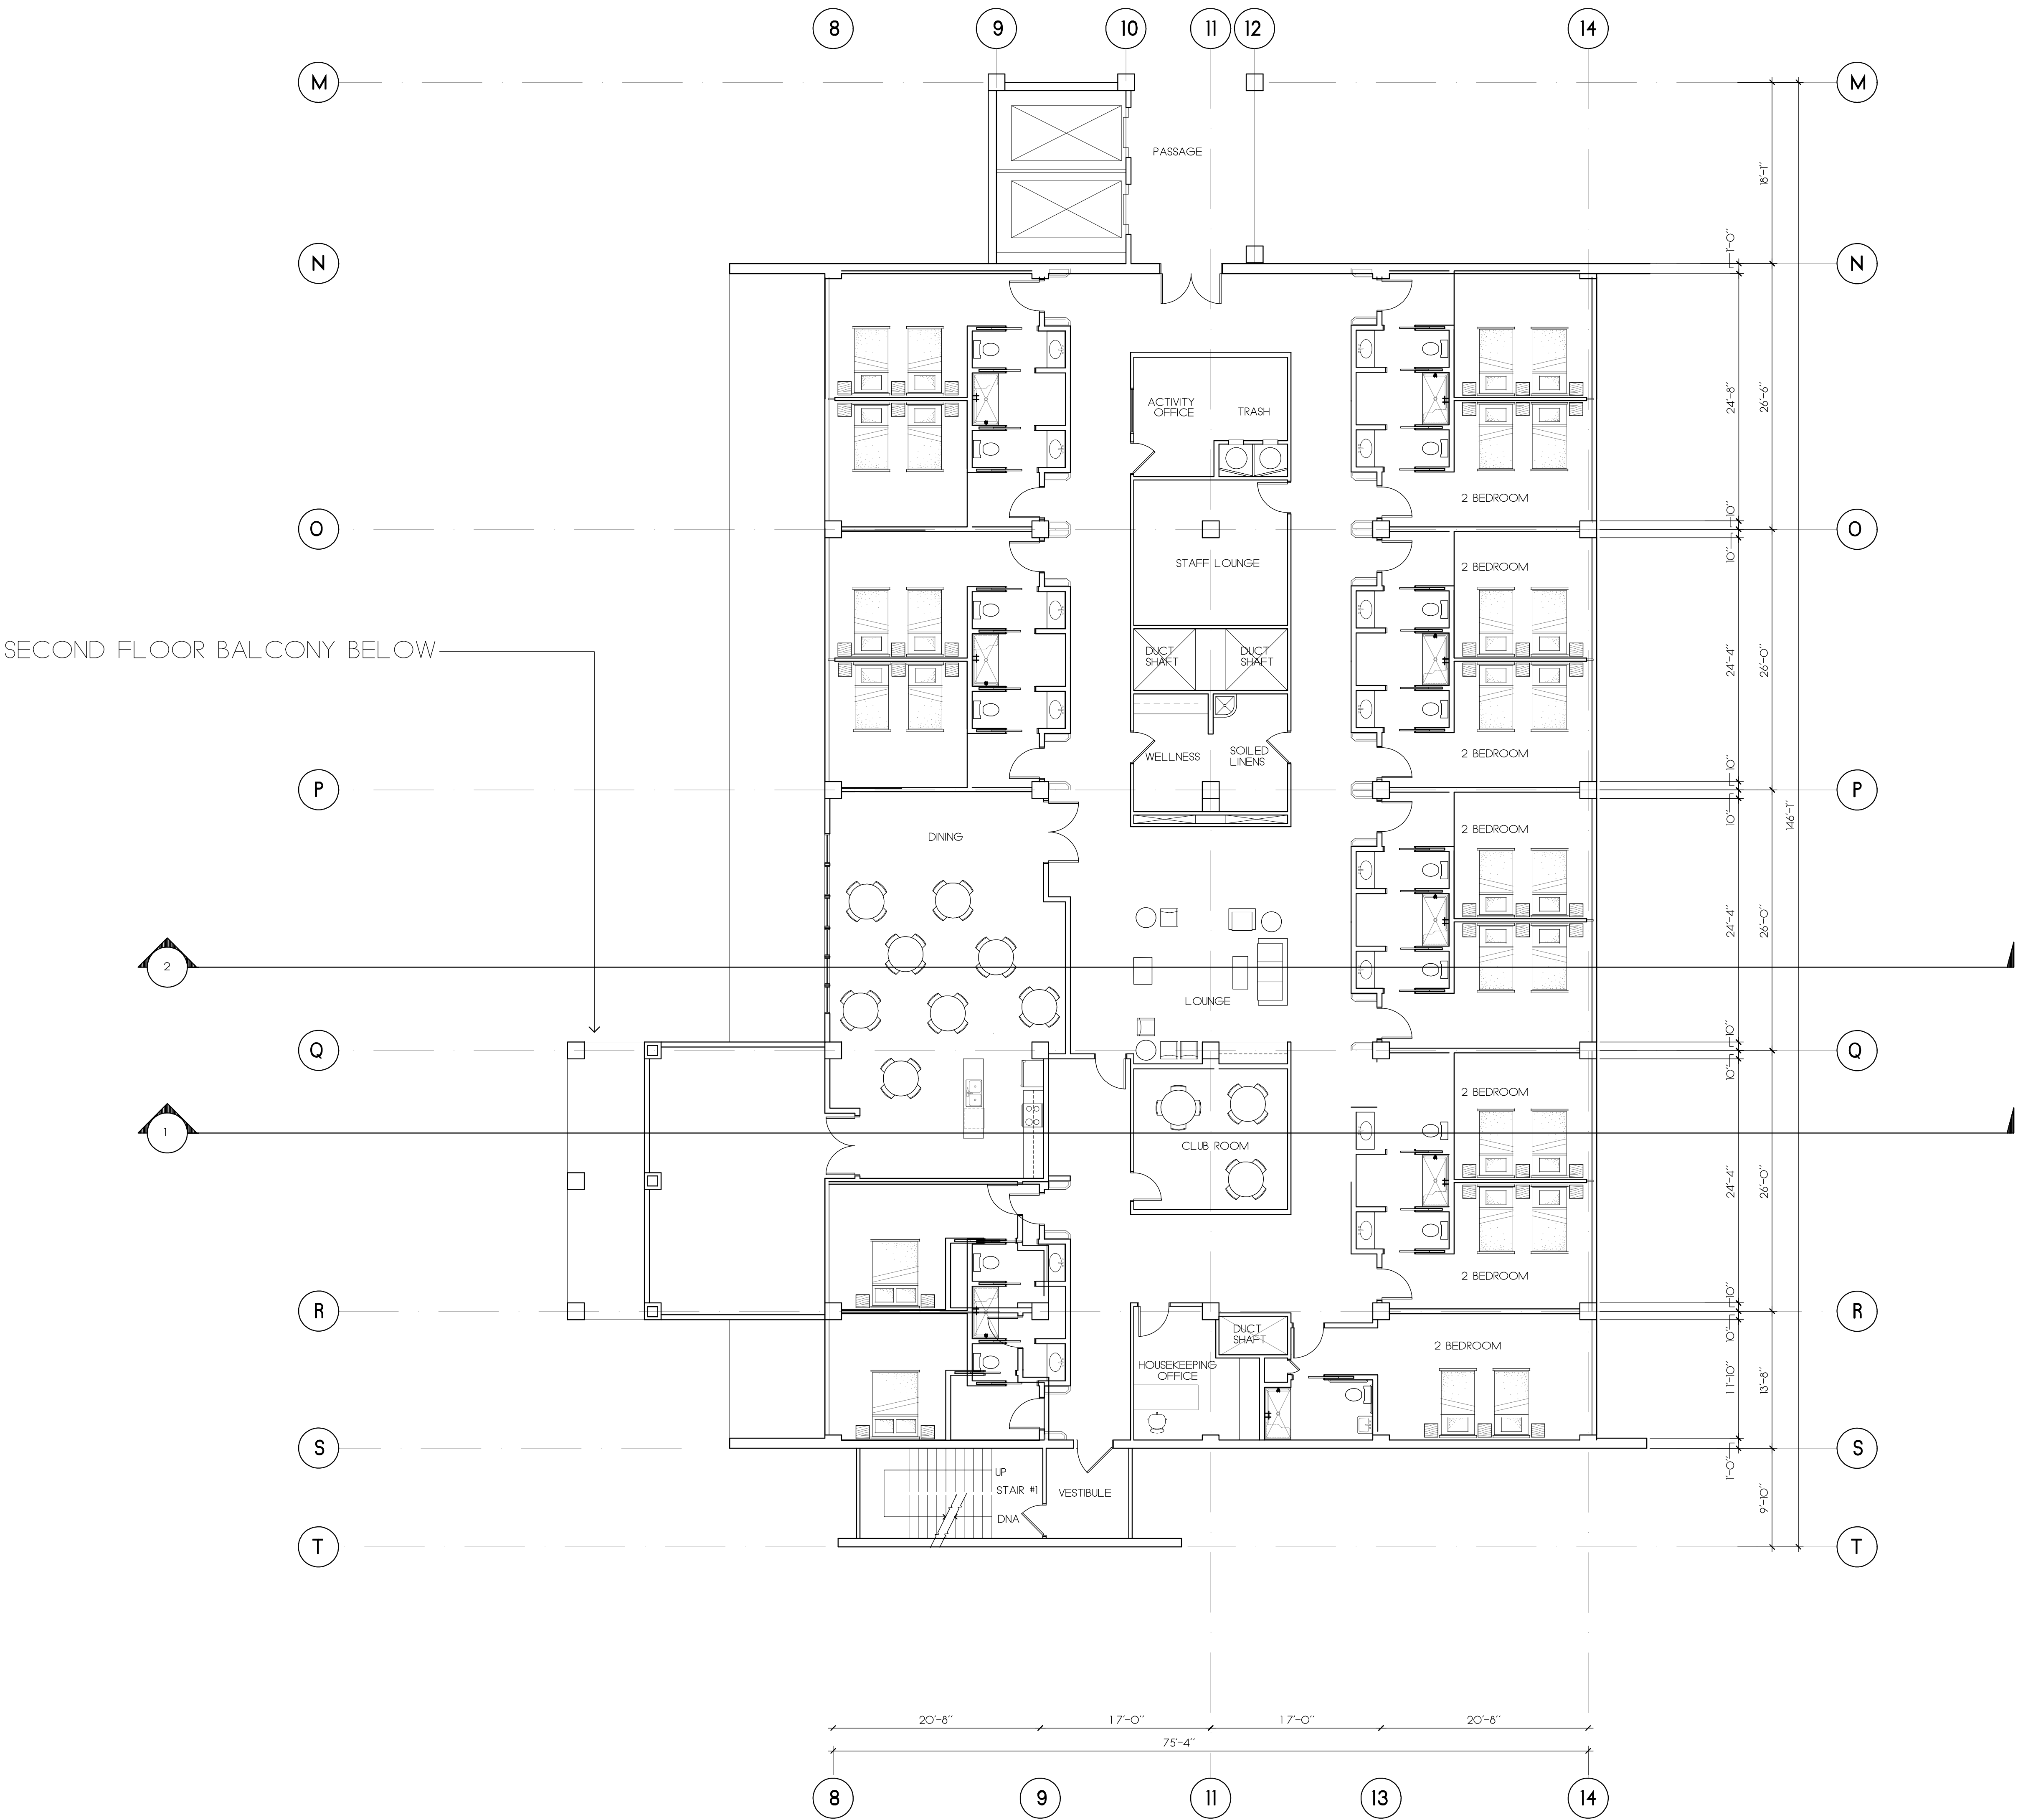 8
9
10
11
12
14
M
M
PASSAGE
18'-1"
N
1'-0"
N
ACTIVITY
OFFICE
TRASH
24'-8"
26'-6"
2 BEDROOM
10"
O
O
10"
STAFF LOUNGE
2 BEDROOM
SECOND FLOOR BALCONY BELOW
DUCT
SHAFT
DUCT
SHAFT
24'-4"
26'-0"
WELLNESS
SOILED
LINENS
2 BEDROOM
10"
P
P
10"
146'-1"
DINING
2 BEDROOM
24'-4"
26'-0"
2
LOUNGE
10"
Q
Q
10"
2 BEDROOM
1
CLUB ROOM
24'-4"
26'-0"
2 BEDROOM
10"
R
R
10"
DUCT
SHAFT
2 BEDROOM
HOUSEKEEPING
OFFICE
11'-10"
13'-8"
S
S
1'-0"
UP
STAIR #1
VESTIBULE
DNA
9'-10"
T
T
20'-8"
17'-0"
17'-0"
20'-8"
75'-4"
8
9
11
13
14